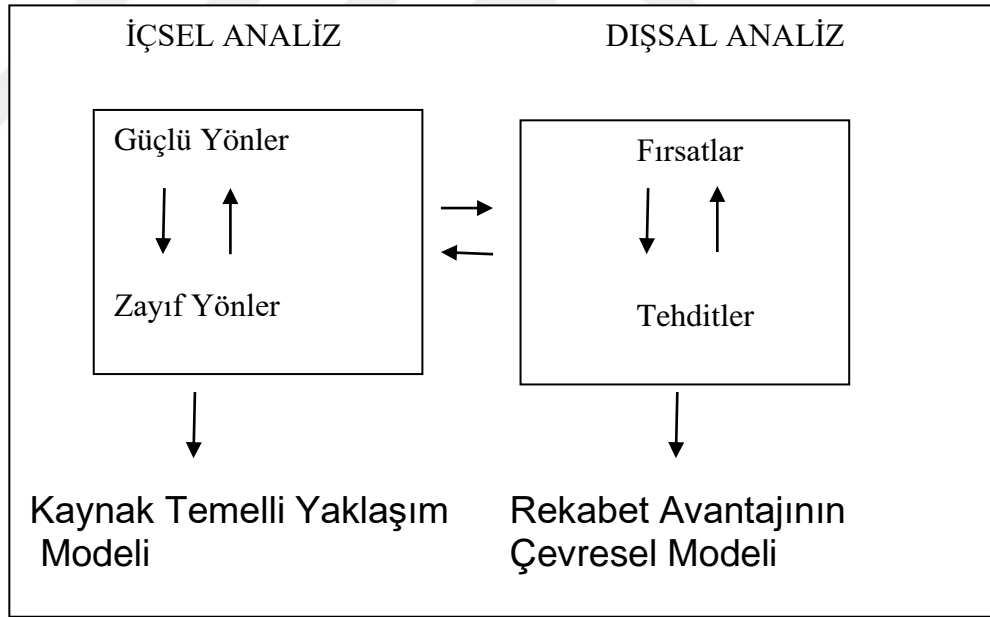 İÇSEL ANALİZ
DIŞSAL ANALİZ
Güçlü Yönler
Zayıf Yönler
Fırsatlar
Tehditler
Kaynak Temelli Yaklaşım
Modeli
Rekabet Avantajının
Çevresel Modeli